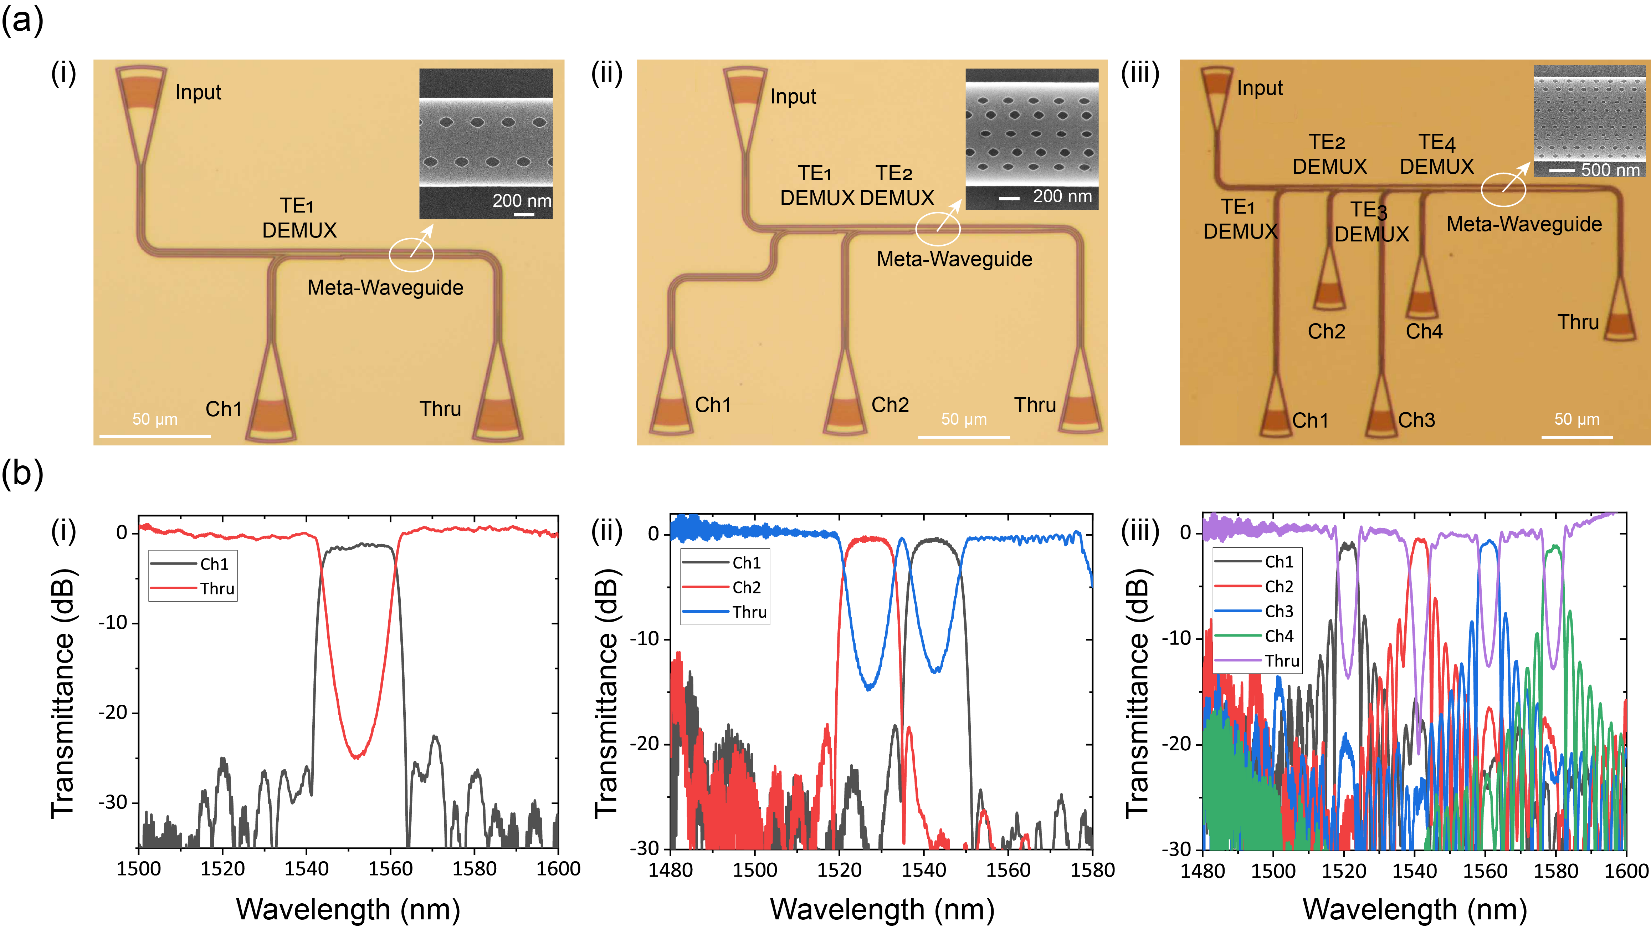 (a)
(i)
Input
TE1
DEMUX
200 nm
Meta-Waveguide
Ch1
Thru
50 μm
(ii)
Input
TE1
DEMUX
TE2
DEMUX
200 nm
Meta-Waveguide
Ch1
Ch2
Thru
50 μm
(iii)
Input
TE2
DEMUX
TE4
DEMUX
500 nm
TE1
DEMUX
TE3
DEMUX
Meta-Waveguide
Ch2
Ch4
Thru
Ch1
Ch3
50 μm
(b)
(i)
Transmittance (dB)
0
-10
-20
-30
Ch1
Thru
1500
1520
1540
1560
1580
1600
Wavelength (nm)
(ii)
Transmittance (dB)
0
-10
-20
-30
Ch1
Ch2
Thru
1480
1500
1520
1540
1560
1580
Wavelength (nm)
(iii)
Transmittance (dB)
0
-10
-20
-30
Ch1
Ch2
Ch3
Ch4
Thru
1480
1500
1520
1540
1560
1580
1600
Wavelength (nm)